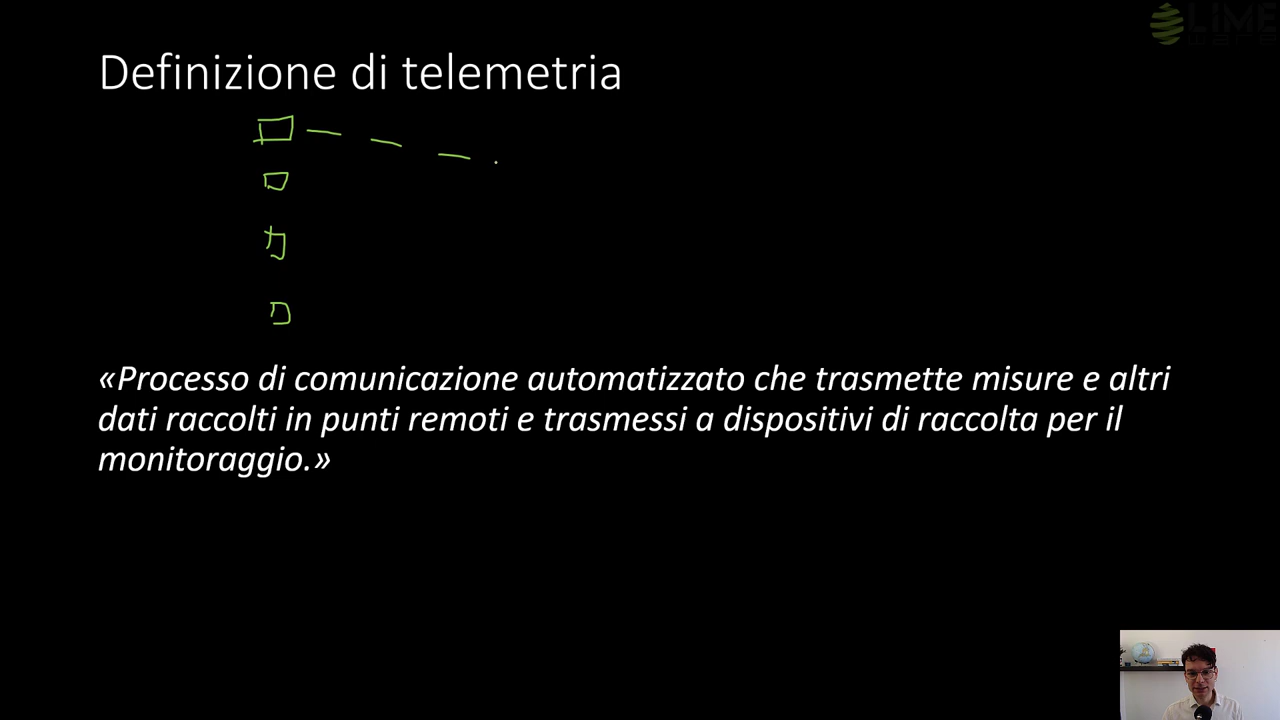 LiME
Definizione di telemetria
«Processo di comunicazione automatizzato che trasmette misure e altri
dati raccolti in punti remoti e trasmessi a dispositivi di raccolta per il
monitoraggio.»